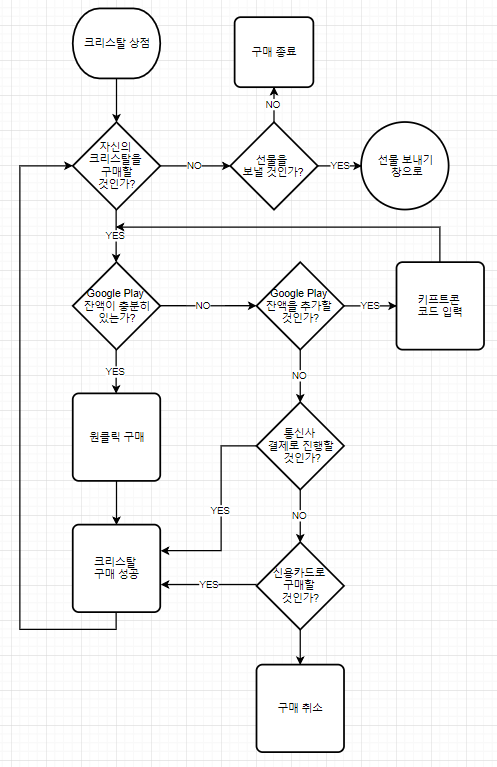 크리스탈 상점
구매 종료
NO
자신의
크리스탈을
구매할
것인가?
NO
선물을
보낼 것인가?
YES
선물 보내기
창으로
YES
Google Play
잔액이 충분히
있는가?
NO
Google Play
잔액을 추가할
것인가?
YES
키프트콘
코드 입력
YES
NO
원클릭 구매
통신사
결제로 진행할
것인가?
YES
NO
크리스탈
구매 성공
YES
신용카드로
구매할
것인가?
구매 취소